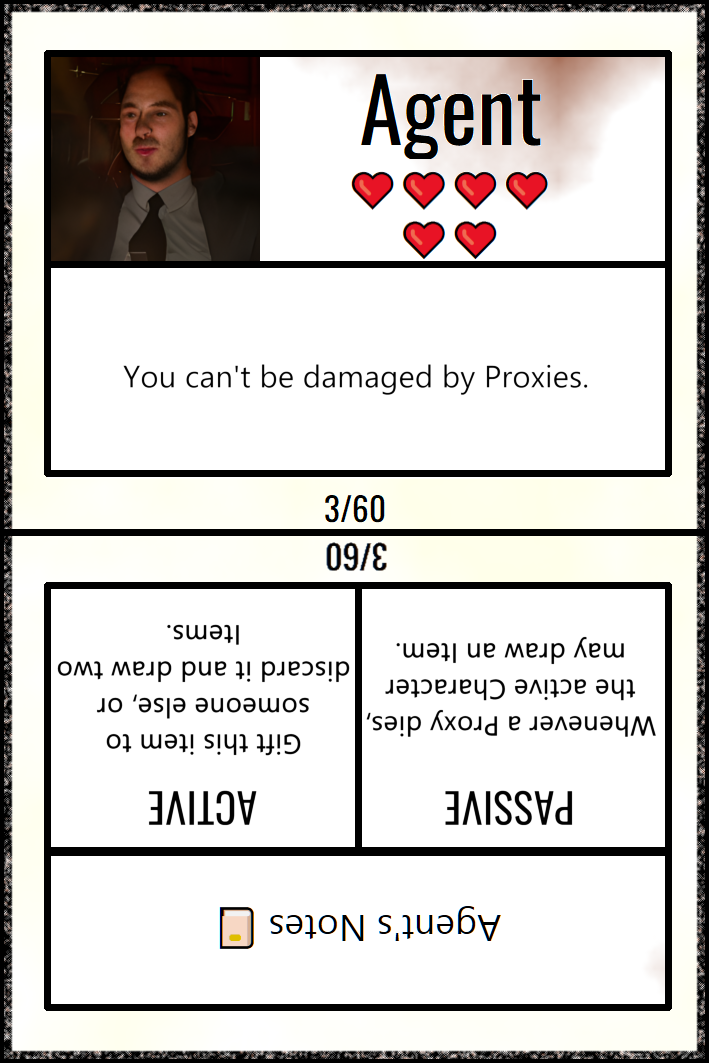 Agent
You can't be damaged by Proxies.
3/60
3/60
Agent's Notes
PASSIVE
Whenever a Proxy dies,
the active Character
may draw an Item.
ACTIVE
Gift this item to
someone else, or
discard it and draw two
Items.